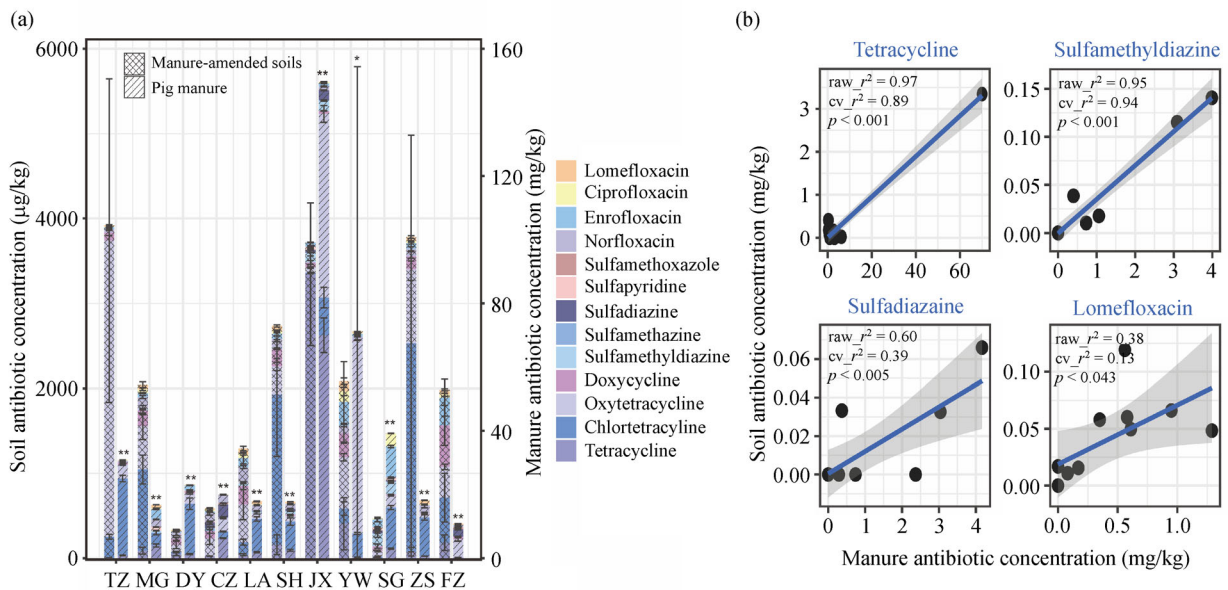 (a)
6000
4000
2000
0
Soil antibiotic concentration (μg/kg)
Manure-amended soils
Pig manure
**
**
**
**
**
**
**
*
**
**
**
TZ MG DY CZ LA SH JX YW SG ZS FZ
160
120
80
40
0
Manure antibiotic concentration (mg/kg)
Lomefloxacin
Ciprofloxacin
Enrofloxacin
Norfloxacin
Sulfamethoxazole
Sulfapyridine
Sulfadiazine
Sulfamethazine
Sulfamethyldiazine
Doxycycline
Oxytetracycline
Chlortetracyline
Tetracycline
(b)
Soil antibiotic concentration (mg/kg)
Tetracycline
raw_r² = 0.97
cv_r² = 0.89
p < 0.001
3
2
1
0
0 20 40 60
Sulfamethyldiazine
raw_r² = 0.95
cv_r² = 0.94
p < 0.001
0.15
0.10
0.05
0.00
0 1 2 3 4
Sulfadiazaine
raw_r² = 0.60
cv_r² = 0.39
p < 0.005
0.06
0.04
0.02
0.00
0 1 2 3 4
Lomefloxacin
raw_r² = 0.38
cv_r² = 0.13
p < 0.043
0.10
0.05
0.00
0.0 0.5 1.0
Manure antibiotic concentration (mg/kg)